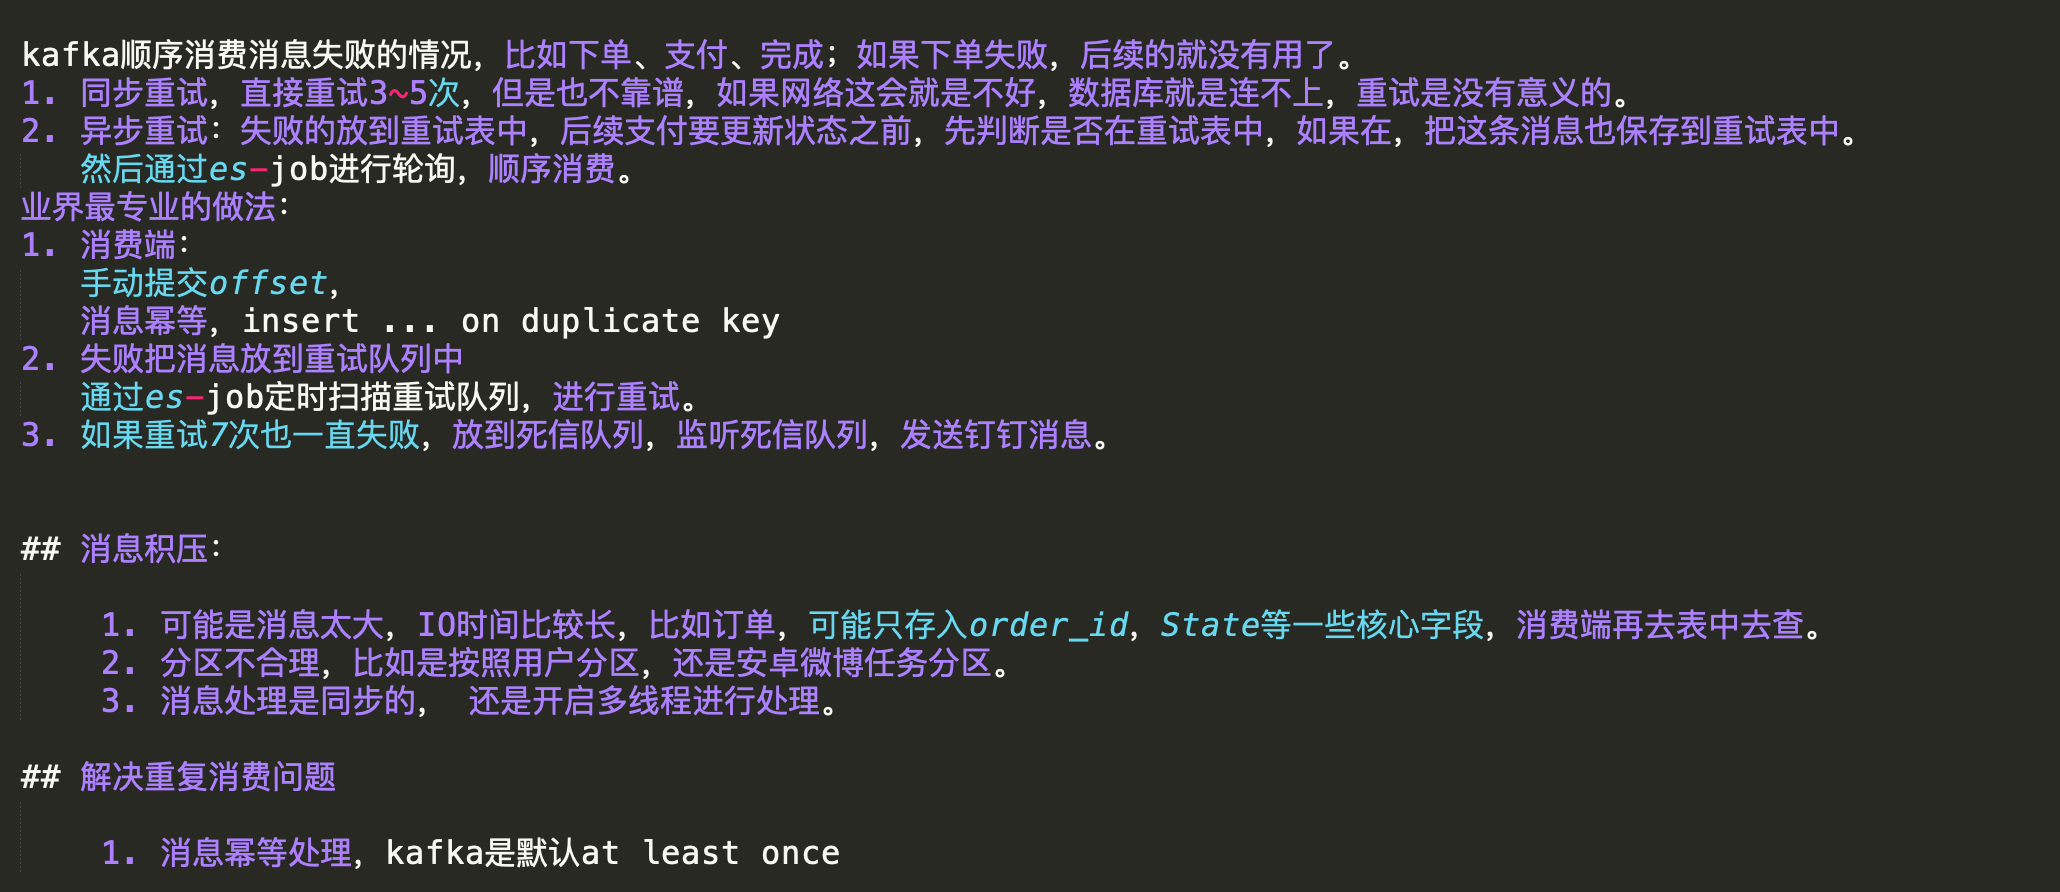 kafka顺序消费消息失败的情况，比如下单、支付、完成；如果下单失败，后续的就没有用了。
1. 同步重试，直接重试3~5次，但是也不靠谱，如果网络这会就是不好，数据库就是连不上，重试是没有意义的。
2. 异步重试：失败的放到重试表中，后续支付要更新状态之前，先判断是否在重试表中，如果在，把这条消息也保存到重试表中。
然后通过es-job进行轮询，顺序消费。
业界最专业的做法：
1. 消费端：
手动提交offset，
消息幂等，insert ... on duplicate key
2. 失败把消息放到重试队列中
通过es-job定时扫描重试队列，进行重试。
3. 如果重试7次也一直失败，放到死信队列，监听死信队列，发送钉钉消息。
## 消息积压：
1. 可能是消息太大，IO时间比较长，比如订单，可能只存入order_id，State等一些核心字段，消费端再去表中去查。
2. 分区不合理，比如是按照用户分区，还是安卓微博任务分区。
3. 消息处理是同步的， 还是开启多线程进行处理。
## 解决重复消费问题
1. 消息幂等处理，kafka是默认at least once